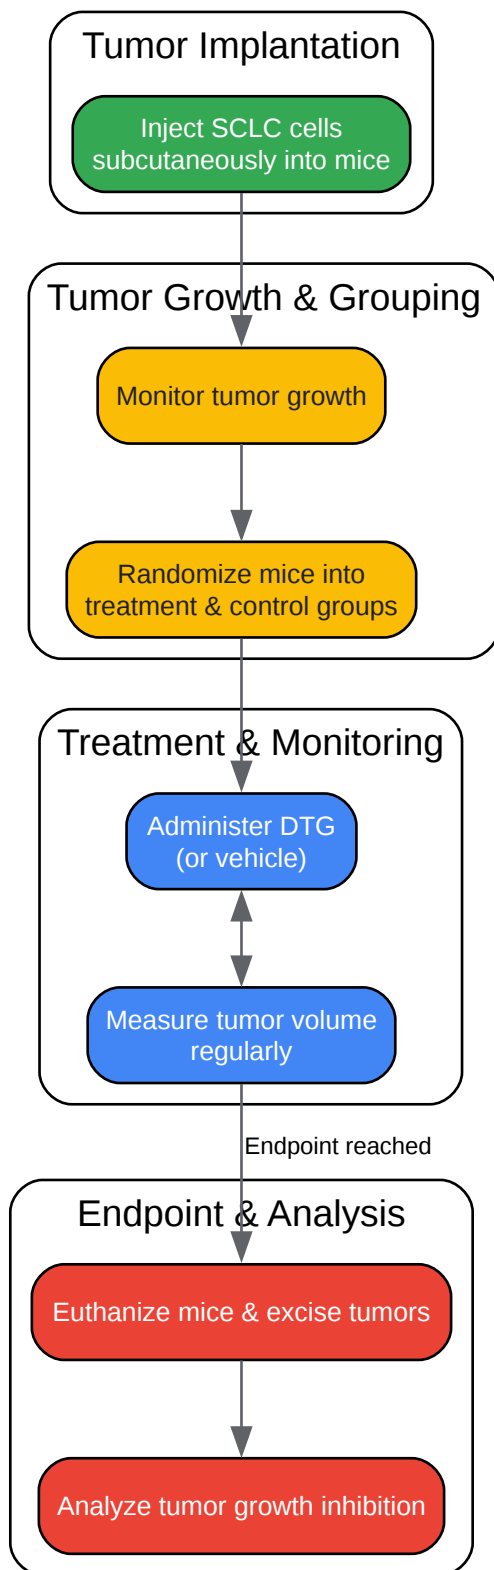 Tumor Implantation
Inject SCLC cells
subcutaneously into mice
Tumor Growth & Grouping
Monitor tumor growth
Randomize mice into
treatment & control groups
Treatment & Monitoring
Administer DTG
(or vehicle)
Measure tumor volume
regularly
Endpoint reached
Endpoint & Analysis
Euthanize mice & excise tumors
Analyze tumor growth inhibition